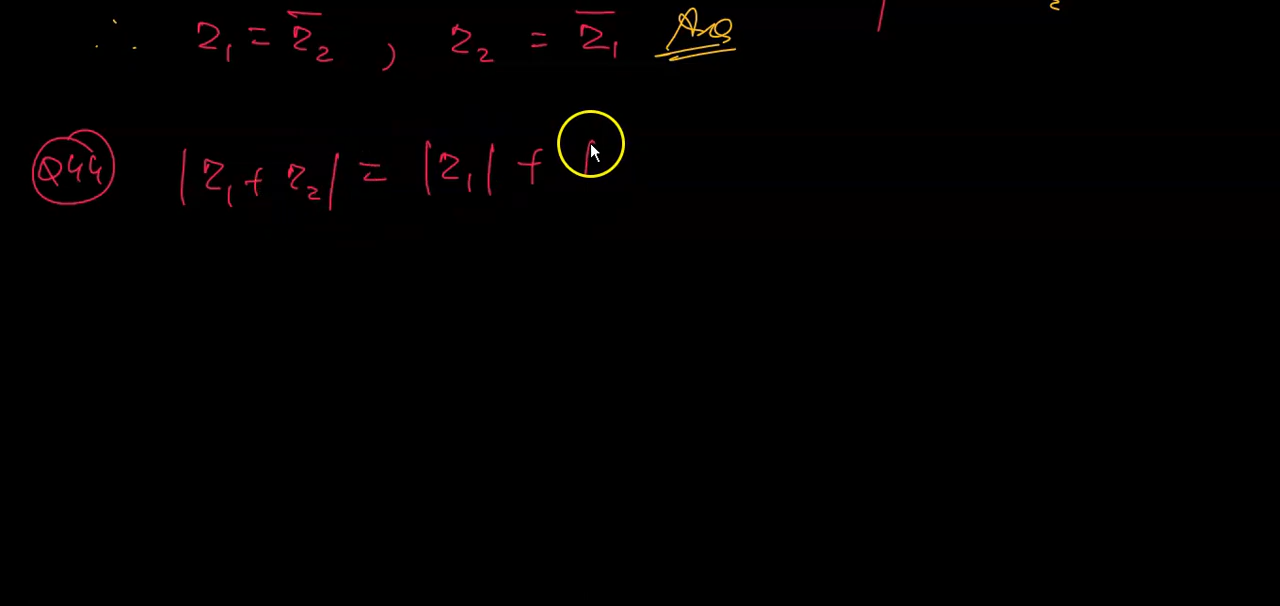 ∴ z₁ = z̅₂ , z₂ = z̅₁ Ans
Q44 |z₁ + z₂| = |z₁| + |